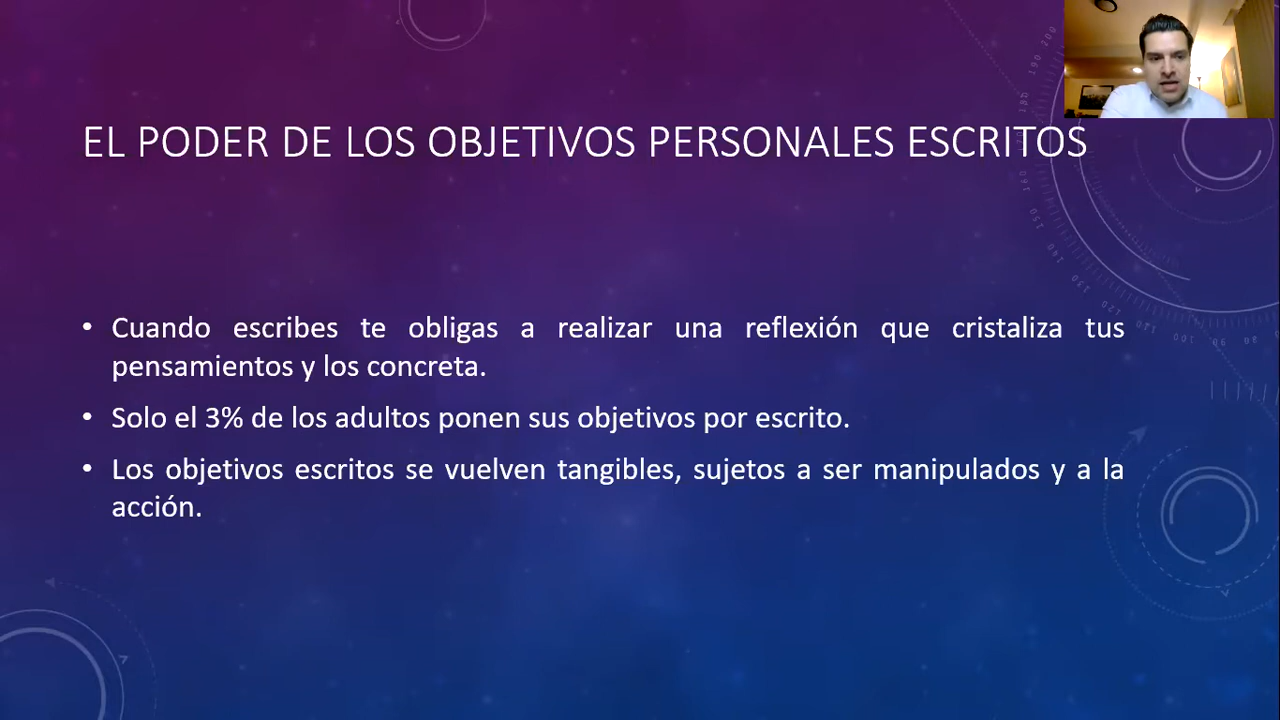 EL PODER DE LOS OBJETIVOS PERSONALES ESCRITOS
• Cuando escribes te obligas a realizar una reflexión que cristaliza tus
pensamientos y los concreta.
• Solo el 3% de los adultos ponen sus objetivos por escrito.
• Los objetivos escritos se vuelven tangibles, sujetos a ser manipulados y a la
acción.